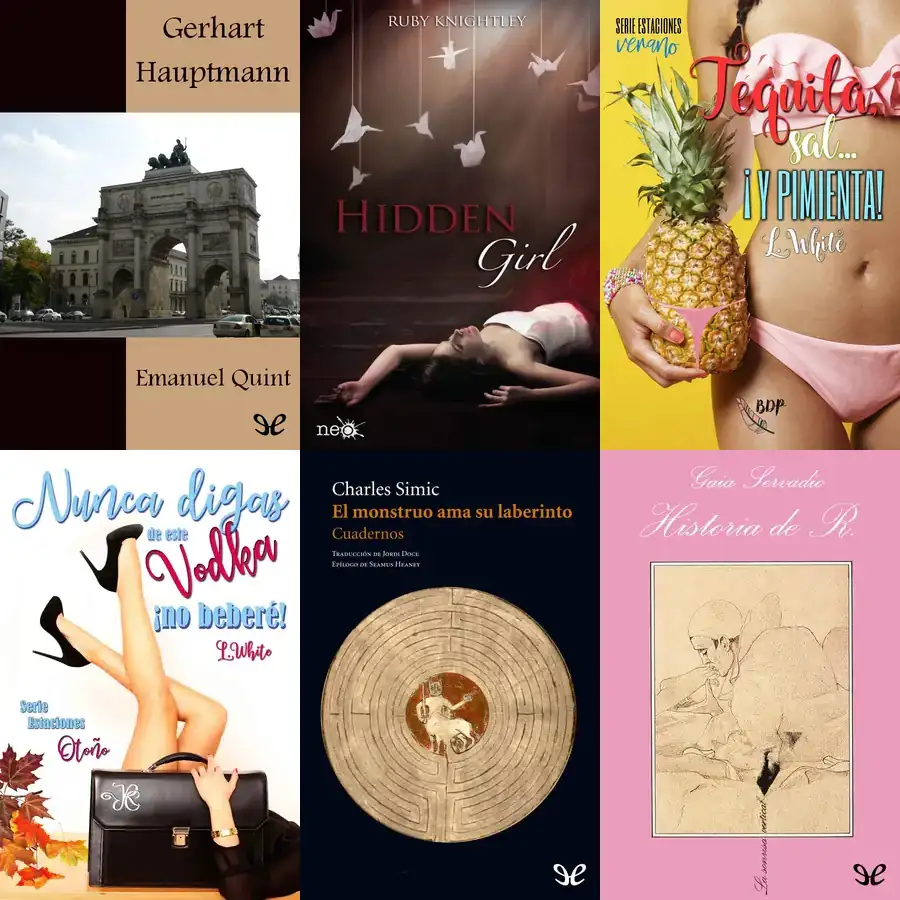 Gerhart
Hauptmann
Emanuel Quint
RUBY KNIGHTLEY
HIDDEN
Girl
neo
SERIE ESTACIONES
verano
Tequila,
sal...
¡Y PIMIENTA!
L. White
BDP
Nunca digas
de este
Vodka
¡no beberé!
L. White
Serie
Estaciones
Otoño
K
Charles Simic
El monstruo ama su laberinto
Cuadernos
TRADUCCIÓN DE JORDI DOCE
EPÍLOGO DE SEAMUS HEANEY
Gaia Servadio
Historia de R.
La sonrisa vertical